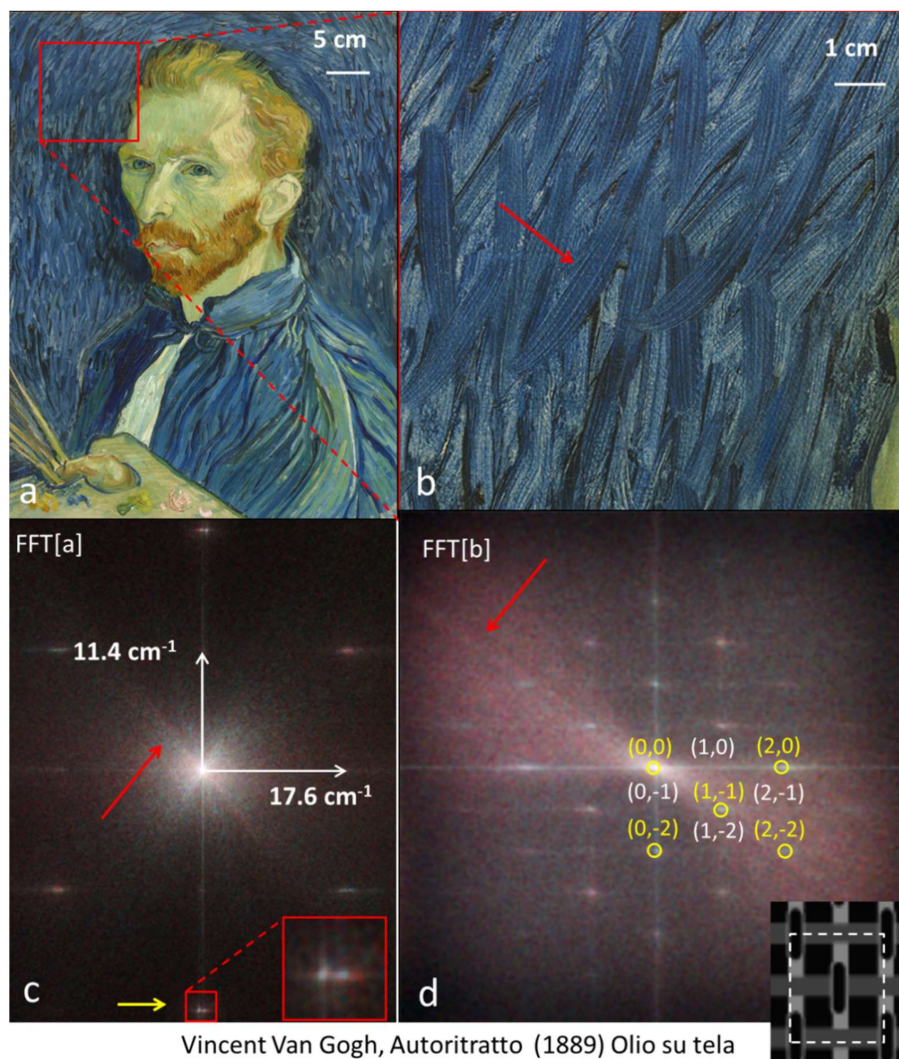 5 cm
1 cm
a
b
FFT[a]
FFT[b]
11.4 cm⁻¹
17.6 cm⁻¹
(0,0) (1,0) (2,0)
(0,-1) (1,-1) (2,-1)
(0,-2) (1,-2) (2,-2)
c
d
Vincent Van Gogh, Autoritratto (1889) Olio su tela